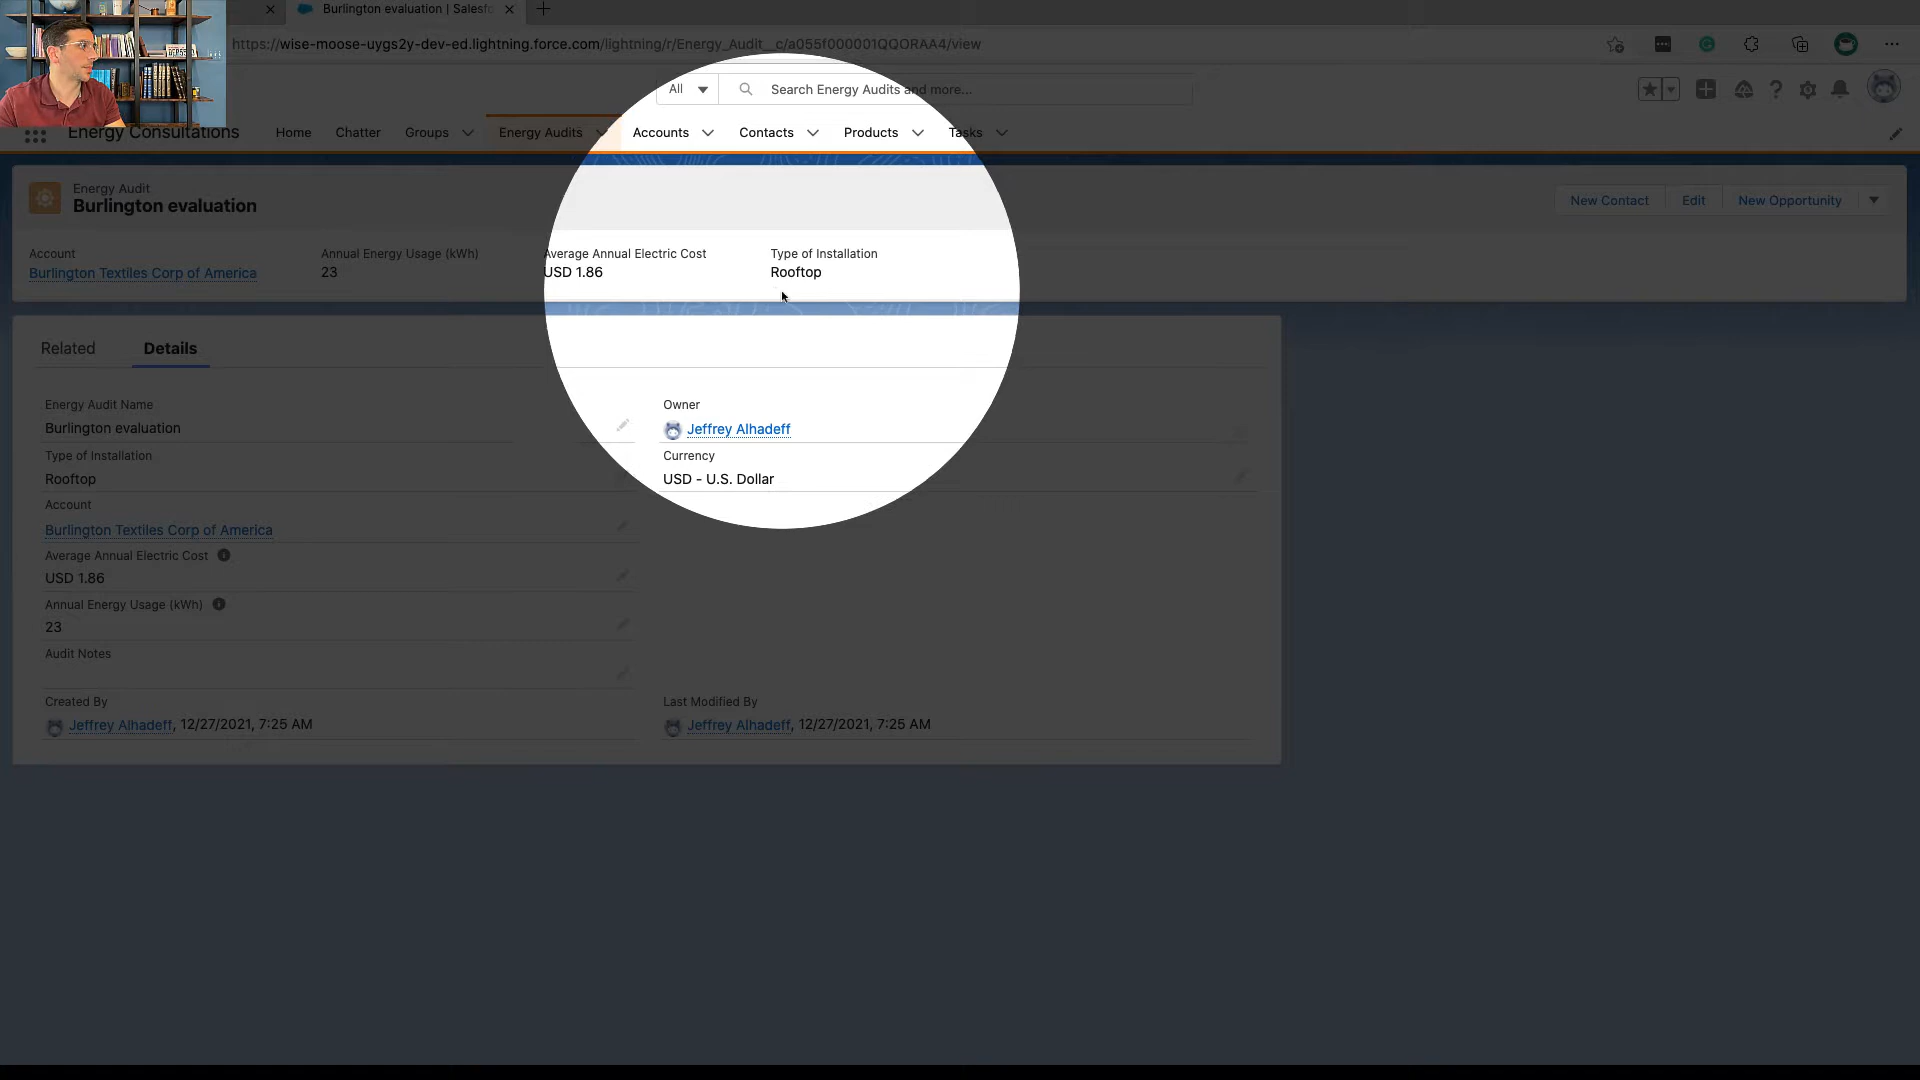 Burlington evaluation | Salesfo
https://wise-moose-uygs2y-dev-ed.lightning.force.com/lightning/r/Energy_Audit__c/a055f000001QQORAA4/view
All
Search Energy Audits and more...
Energy Consultations
Home
Chatter
Groups
Energy Audits
Accounts
Contacts
Products
Tasks
Energy Audit
Burlington evaluation
New Contact
Edit
New Opportunity
Account
Annual Energy Usage (kWh)
Average Annual Electric Cost
Type of Installation
Burlington Textiles Corp of America
23
USD 1.86
Rooftop
Related
Details
Energy Audit Name
Burlington evaluation
Owner
Jeffrey Alhadeff
Type of Installation
Rooftop
Currency
USD - U.S. Dollar
Account
Burlington Textiles Corp of America
Average Annual Electric Cost
USD 1.86
Annual Energy Usage (kWh)
23
Audit Notes
Created By
Jeffrey Alhadeff, 12/27/2021, 7:25 AM
Last Modified By
Jeffrey Alhadeff, 12/27/2021, 7:25 AM